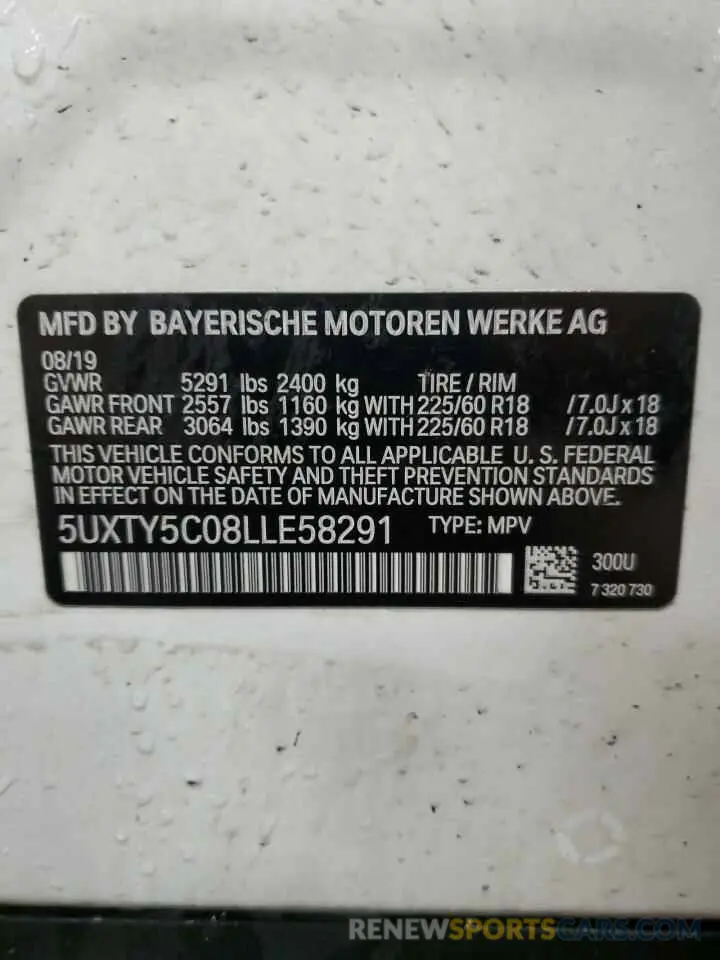 MFD BY BAYERISCHE MOTOREN WERKE AG
08/19
GVWR 5291 lbs 2400 kg TIRE / RIM
GAWR FRONT 2557 lbs 1160 kg WITH 225/60 R18 /7.0J x 18
GAWR REAR 3064 lbs 1390 kg WITH 225/60 R18 /7.0J x 18
THIS VEHICLE CONFORMS TO ALL APPLICABLE U. S. FEDERAL
MOTOR VEHICLE SAFETY AND THEFT PREVENTION STANDARDS
IN EFFECT ON THE DATE OF MANUFACTURE SHOWN ABOVE.
5UXTY5C08LLE58291 TYPE: MPV
300U
7 320 730
RENEWSPORTSCARS.COM